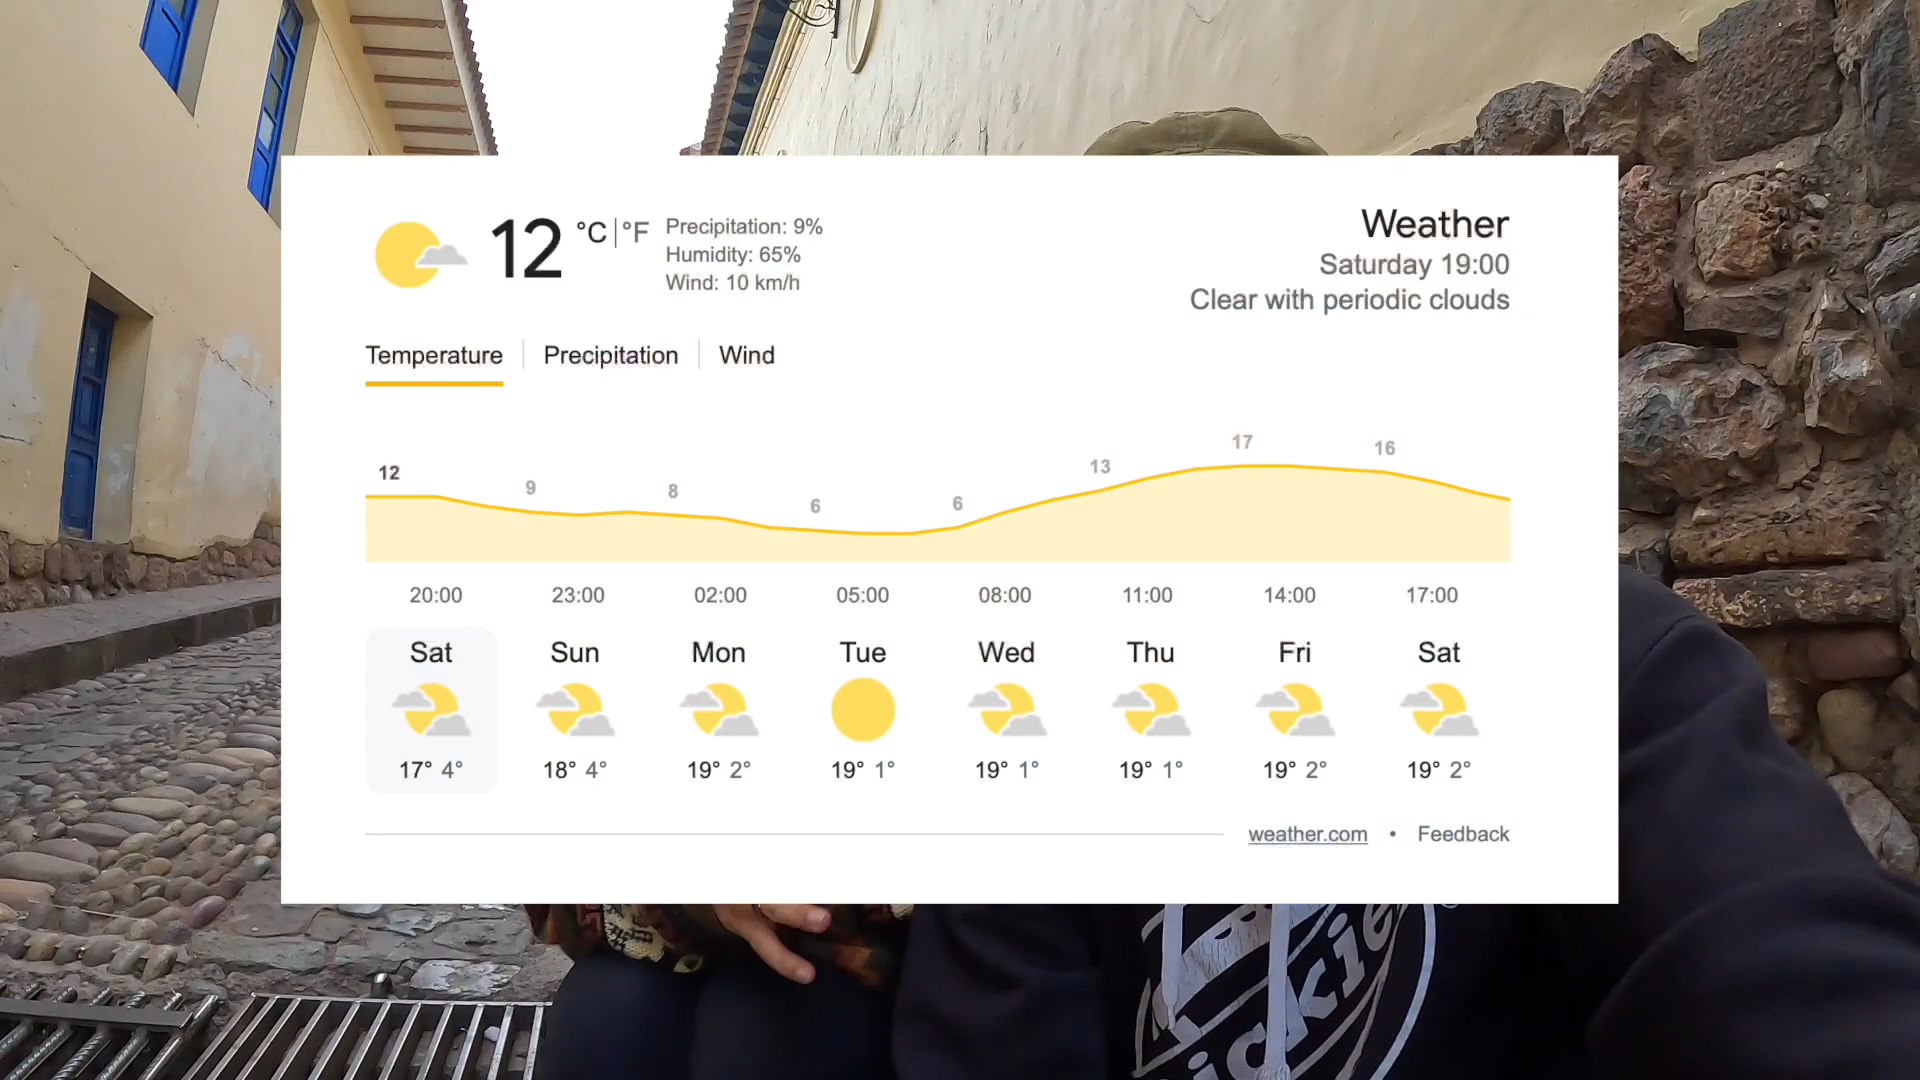 12 °C|°F
Precipitation: 9%
Humidity: 65%
Wind: 10 km/h
Weather
Saturday 19:00
Clear with periodic clouds
Temperature
Precipitation
Wind
12 9 8 6 6 13 17 16
20:00 23:00 02:00 05:00 08:00 11:00 14:00 17:00
Sat Sun Mon Tue Wed Thu Fri Sat
17° 4° 18° 4° 19° 2° 19° 1° 19° 1° 19° 1° 19° 2° 19° 2°
weather.com • Feedback